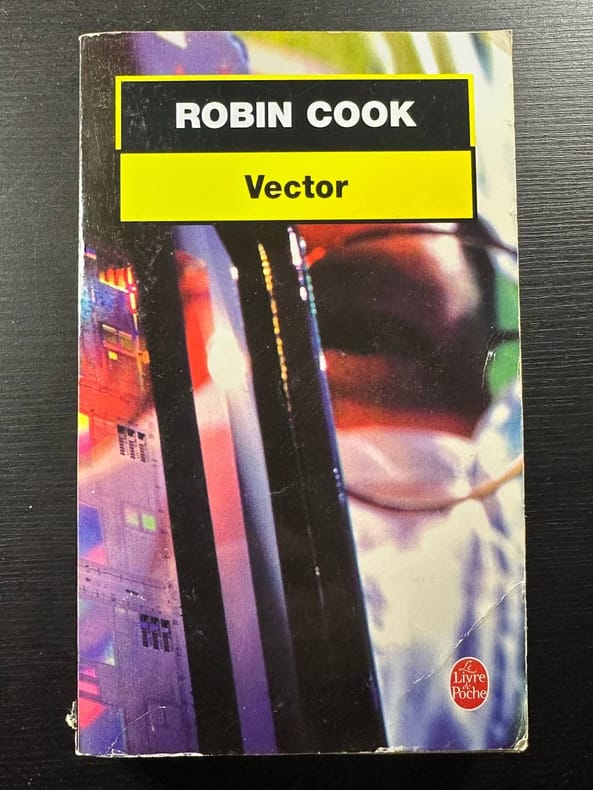 ROBIN COOK
Vector
Le
Livre
de
Poche